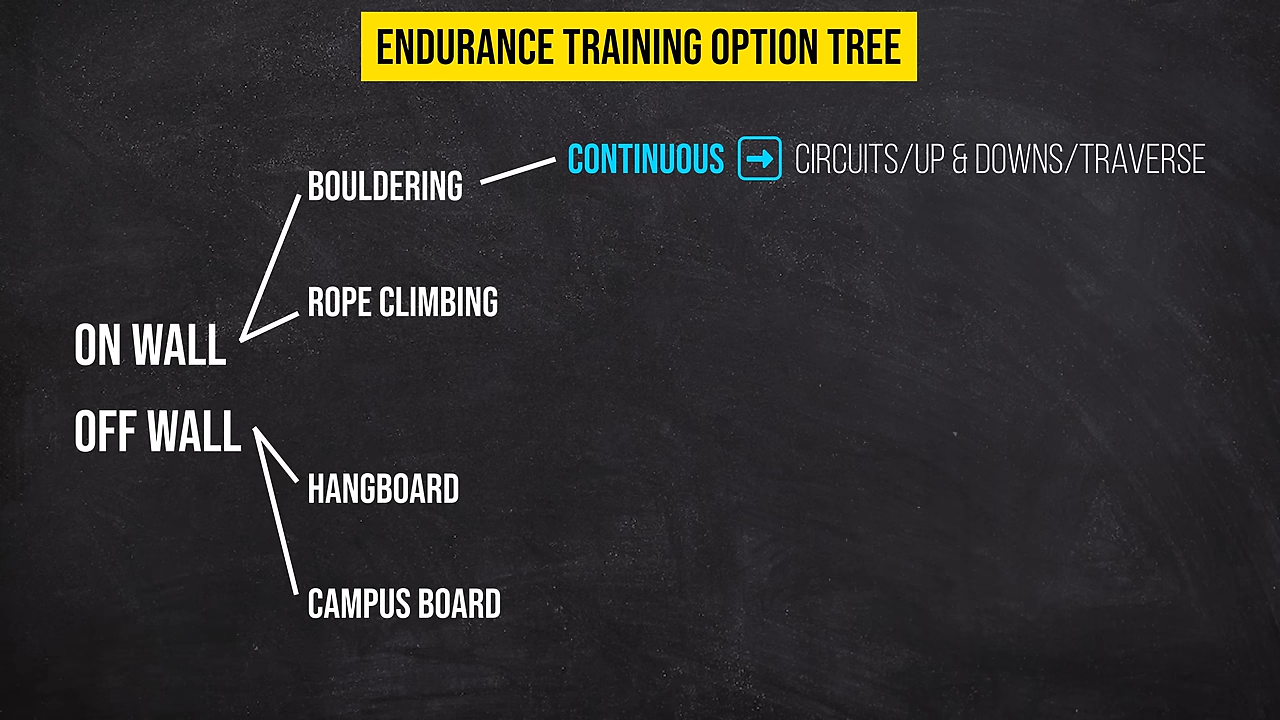 ENDURANCE TRAINING OPTION TREE
BOULDERING
CONTINUOUS ➡ CIRCUITS/UP & DOWNS/TRAVERSE
ROPE CLIMBING
ON WALL
OFF WALL
HANGBOARD
CAMPUS BOARD